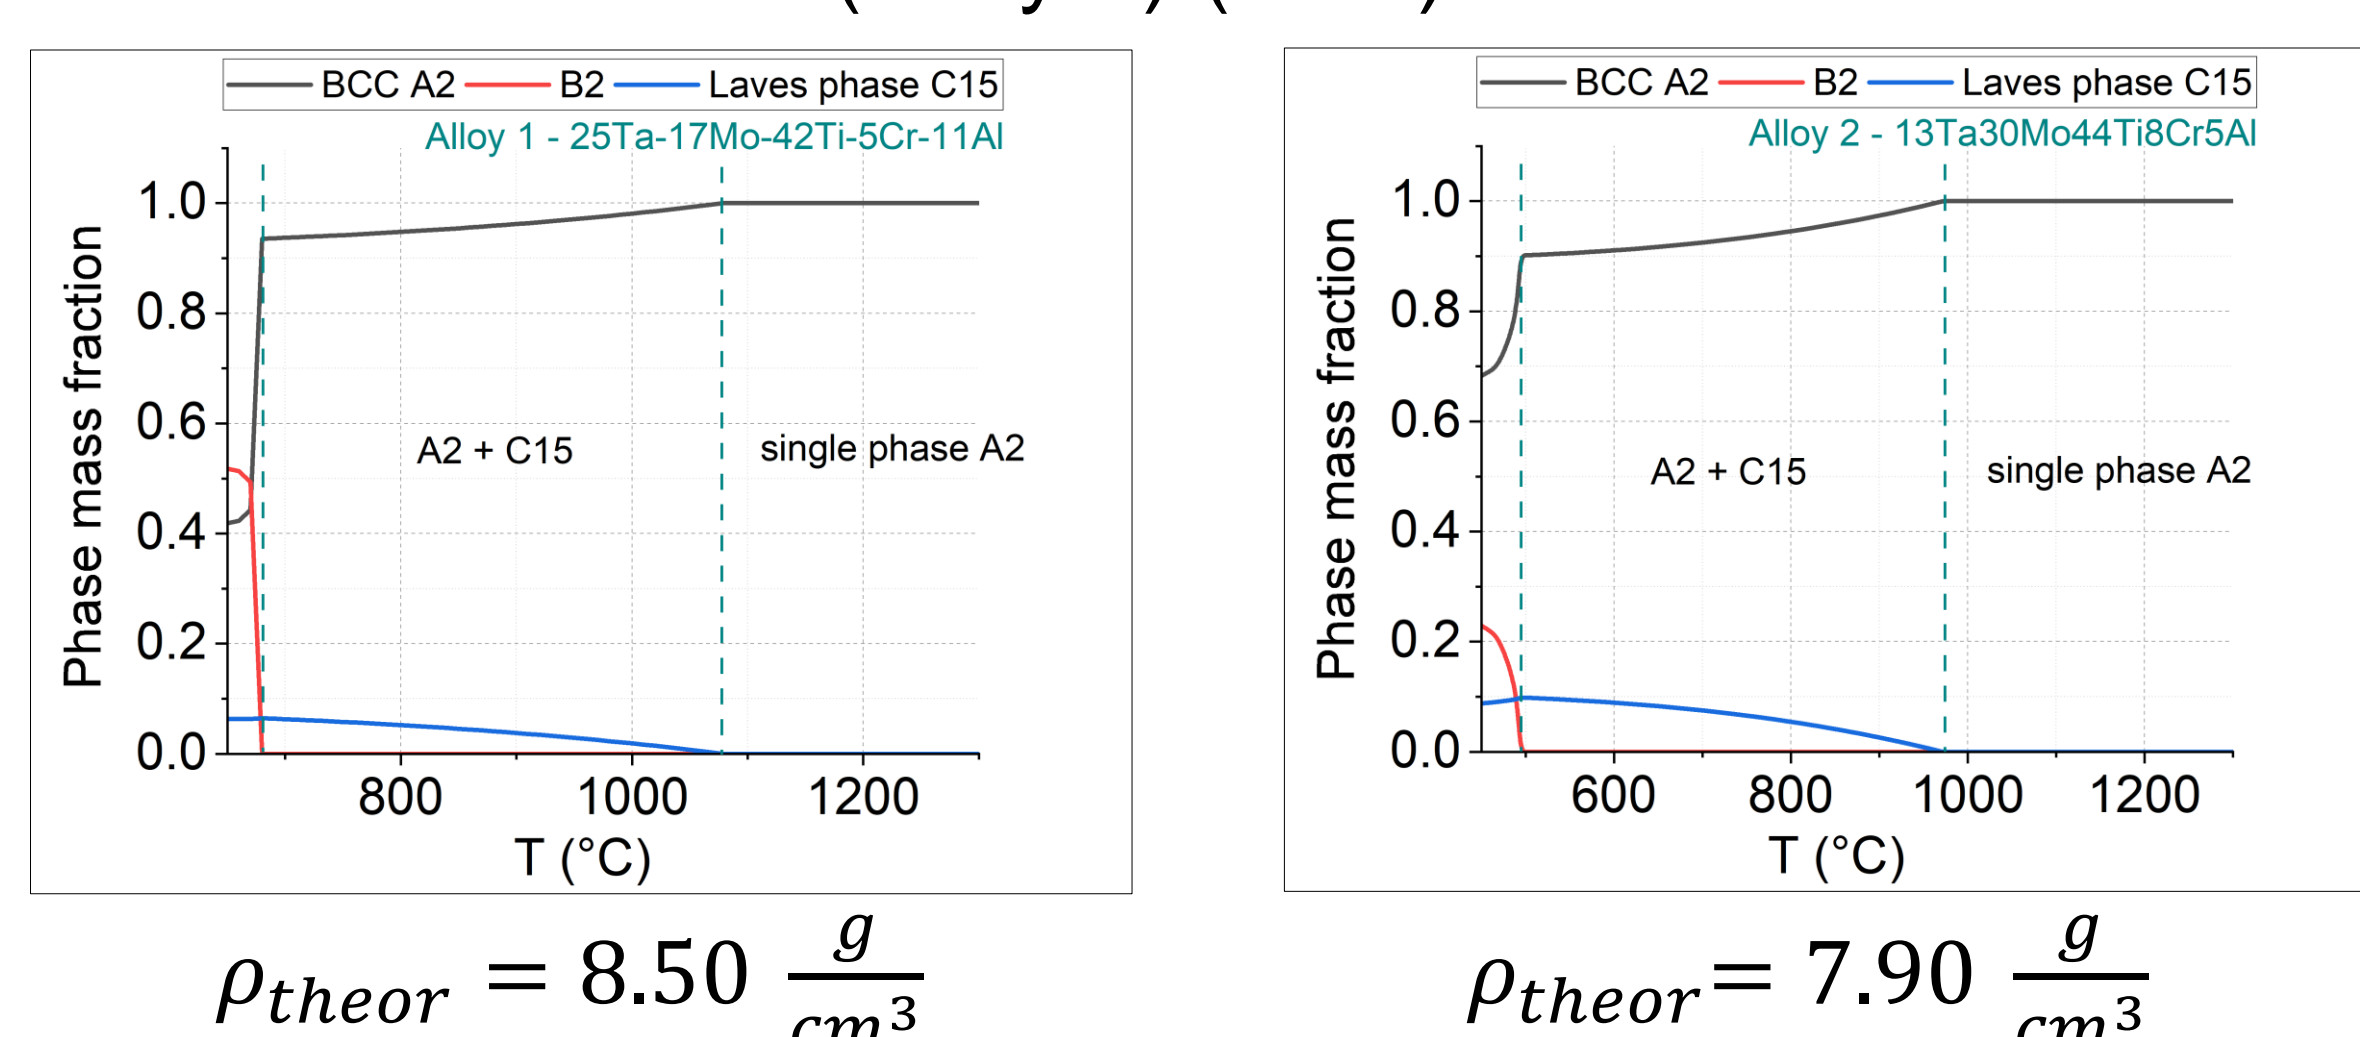 BCC A2 B2 Laves phase C15
Alloy 1 - 25Ta-17Mo-42Ti-5Cr-11Al
Phase mass fraction
1.0
0.8
0.6
0.4
0.2
0.0
A2 + C15
single phase A2
800 1000 1200
T (°C)
ρtheor = 8.50 g/cm³
BCC A2 B2 Laves phase C15
Alloy 2 - 13Ta30Mo44Ti8Cr5Al
Phase mass fraction
1.0
0.8
0.6
0.4
0.2
0.0
A2 + C15
single phase A2
600 800 1000 1200
T (°C)
ρtheor = 7.90 g/cm³